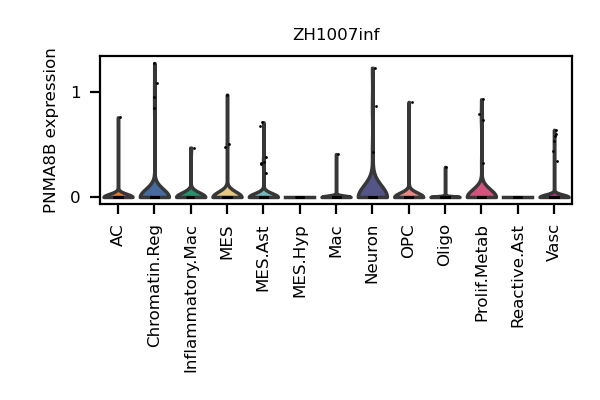 ZH1007inf
PNMA8B expression
1
0
AC
Chromatin.Reg
Inflammatory.Mac
MES
MES.Ast
MES.Hyp
Mac
Neuron
OPC
Oligo
Prolif.Metab
Reactive.Ast
Vasc